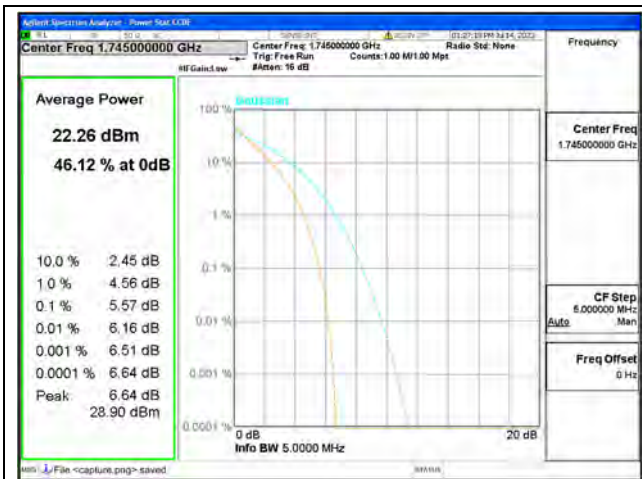 Agilent Spectrum Analyzer - Power Stat CCDF
Center Freq 1.745000000 GHz
Center Freq: 1.745000000 GHz
Radio Std: None
Trig: Free Run
Counts:1.00 M/1.00 Mpt
#IFGain:Low
#Atten: 16 dB
Frequency
Average Power
22.26 dBm
46.12 % at 0dB
10.0 % 2.45 dB
1.0 % 4.56 dB
0.1 % 5.57 dB
0.01 % 6.16 dB
0.001 % 6.51 dB
0.0001 % 6.64 dB
Peak 6.64 dB
28.90 dBm
Gaussian
100 %
10 %
1 %
0.1 %
0.01 %
0.001 %
0.0001 %
0 dB
20 dB
Info BW 5.0000 MHz
Center Freq
1.745000000 GHz
CF Step
5.000000 MHz
Auto Man
Freq Offset
0 Hz
MSG
File <capture.png> saved
STATUS